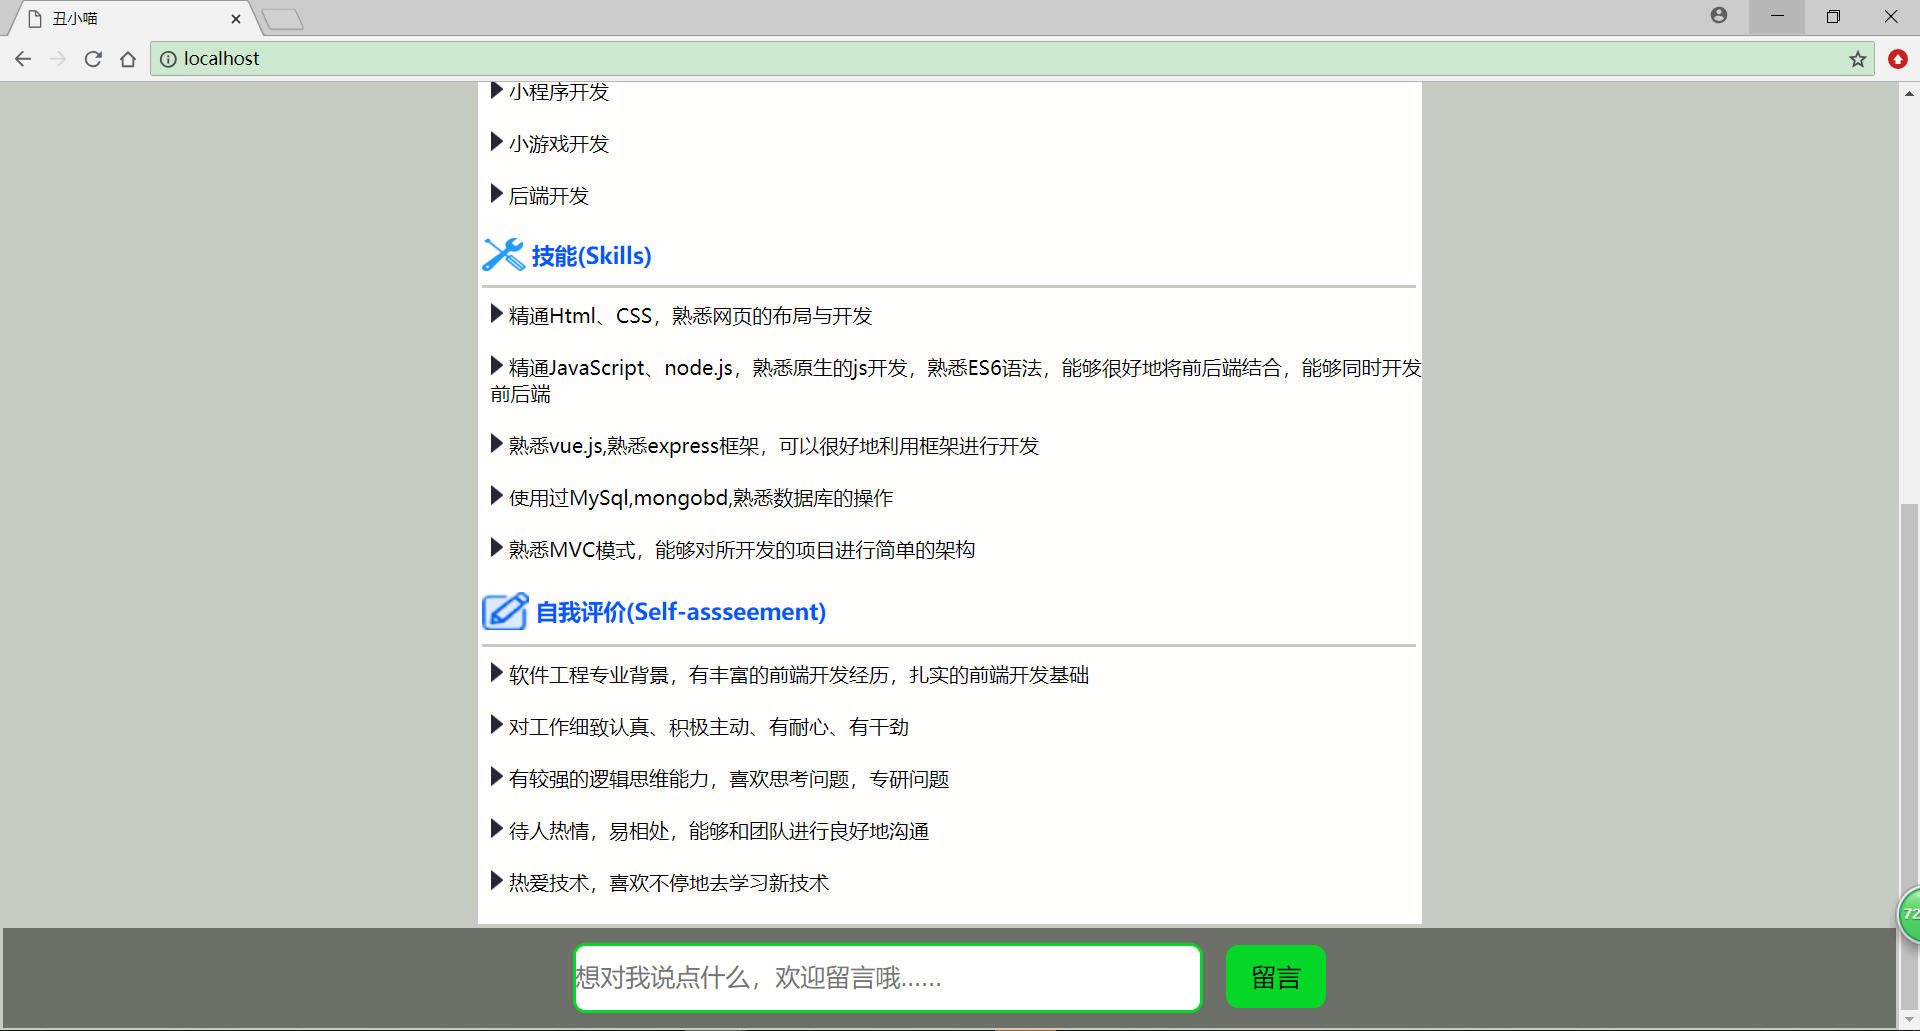 丑小喵
localhost
小程序开发
小游戏开发
后端开发
技能(Skills)
精通Html、CSS，熟悉网页的布局与开发
精通JavaScript、node.js，熟悉原生的js开发，熟悉ES6语法，能够很好地将前后端结合，能够同时开发
前后端
熟悉vue.js,熟悉express框架，可以很好地利用框架进行开发
使用过MySql,mongobd,熟悉数据库的操作
熟悉MVC模式，能够对所开发的项目进行简单的架构
自我评价(Self-assseement)
软件工程专业背景，有丰富的前端开发经历，扎实的前端开发基础
对工作细致认真、积极主动、有耐心、有干劲
有较强的逻辑思维能力，喜欢思考问题，专研问题
待人热情，易相处，能够和团队进行良好地沟通
热爱技术，喜欢不停地去学习新技术
72
想对我说点什么，欢迎留言哦......
留言